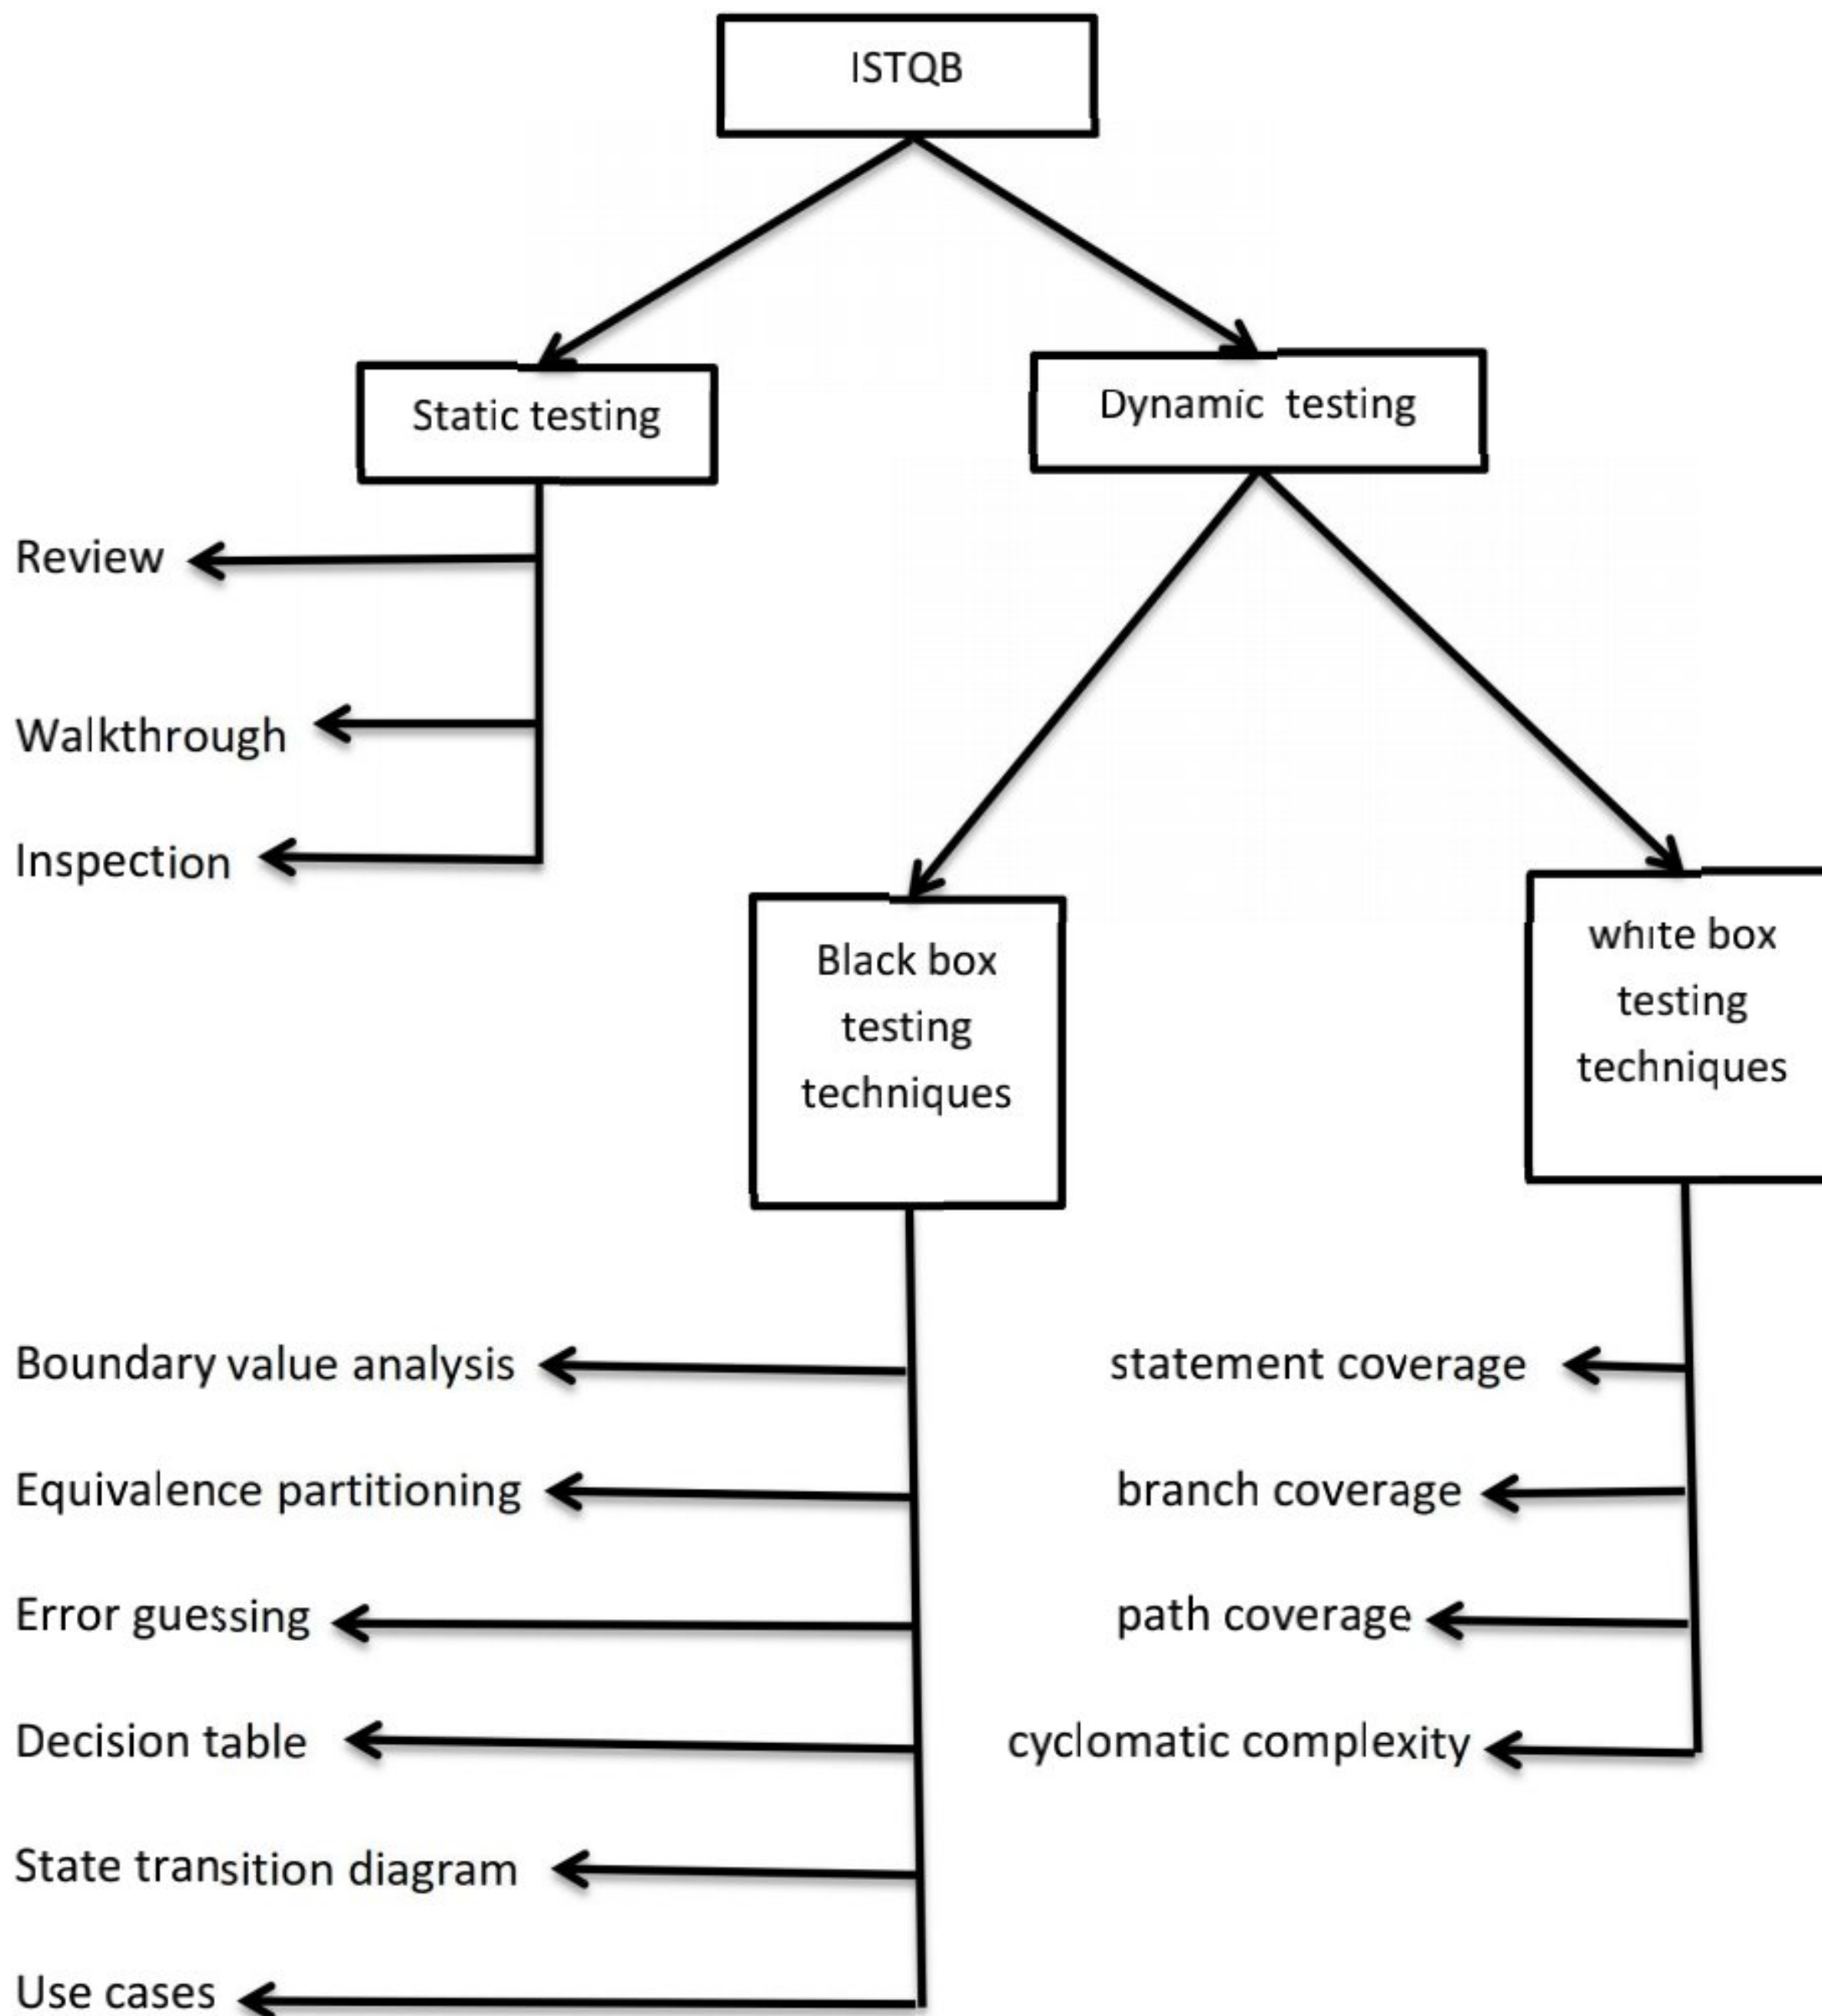 ISTQB
Static testing
Dynamic testing
Review
Walkthrough
Inspection
Black box
testing
techniques
white box
testing
techniques
Boundary value analysis
Equivalence partitioning
Error guessing
Decision table
State transition diagram
Use cases
statement coverage
branch coverage
path coverage
cyclomatic complexity